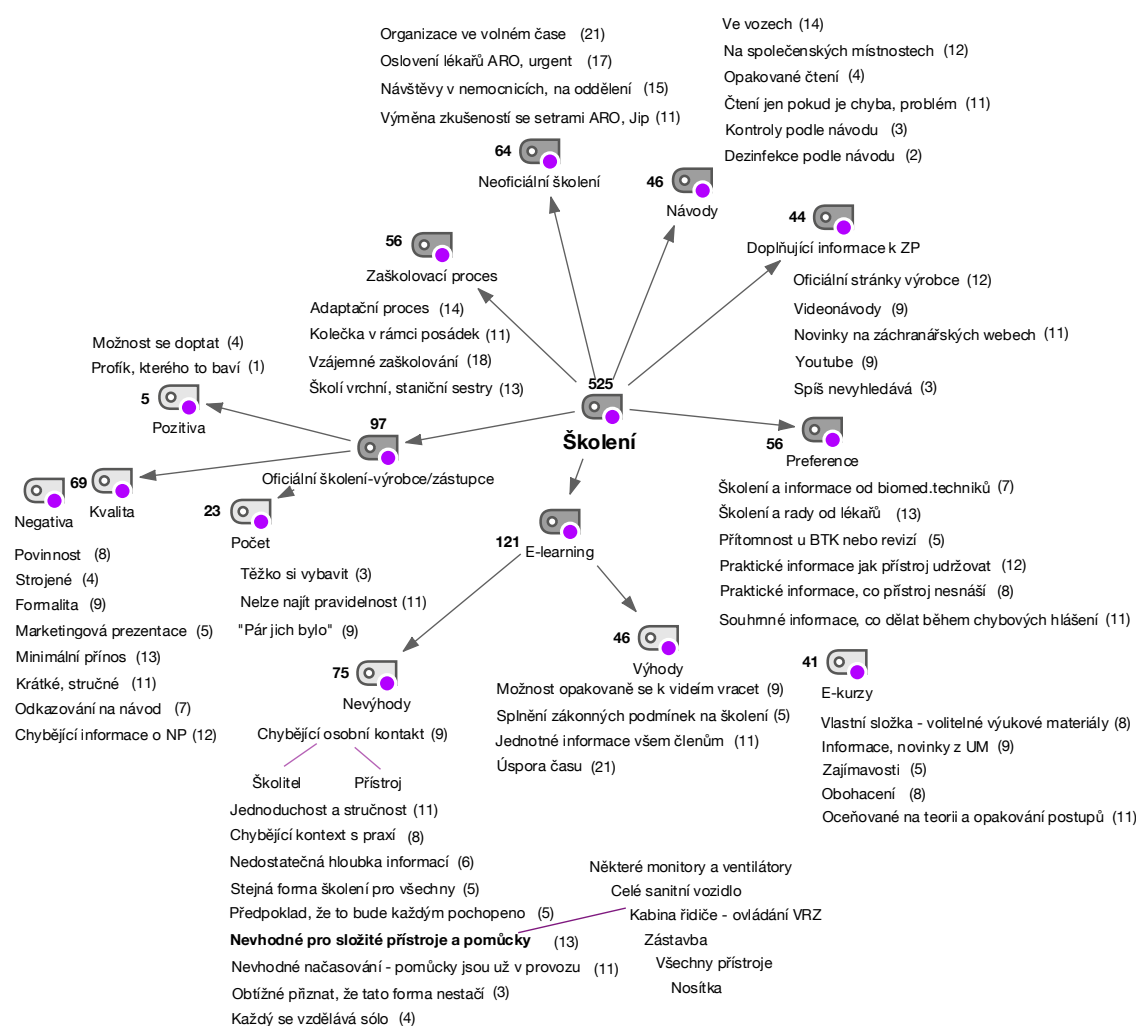 Organizace ve volném čase (21)
Oslovení lékařů ARO, urgent (17)
Návštěvy v nemocnicích, na oddělení (15)
Výměna zkušeností se setrami ARO, Jip (11)
64
Neoficiální školení
Ve vozech (14)
Na společenských místnostech (12)
Opakované čtení (4)
Čtení jen pokud je chyba, problém (11)
Kontroly podle návodu (3)
Dezinfekce podle návodu (2)
46
Návody
44
Doplňující informace k ZP
Oficiální stránky výrobce (12)
Videonávody (9)
Novinky na záchranářských webech (11)
Youtube (9)
Spíš nevyhledává (3)
56
Zaškolovací proces
Adaptační proces (14)
Kolečka v rámci posádek (11)
Vzájemné zaškolování (18)
Školí vrchní, staniční sestry (13)
Možnost se doptat (4)
Profík, kterého to baví (1)
5
Pozitiva
525
Školení
97
Oficiální školení-výrobce/zástupce
56
Preference
Školení a informace od biomed.techniků (7)
Školení a rady od lékařů (13)
Přítomnost u BTK nebo revizí (5)
Praktické informace jak přístroj udržovat (12)
Praktické informace, co přístroj nesnáší (8)
Souhmné informace, co dělat během chybových hlášení (11)
69
Negativa
Kvalita
Povinnost (8)
Strojené (4)
Formalita (9)
Marketingová prezentace (5)
Minimální přínos (13)
Krátké, stručné (11)
Odkazování na návod (7)
Chybějící informace o NP (12)
23
Počet
Těžko si vybavit (3)
Nelze najít pravidelnost (11)
"Pár jich bylo" (9)
121
E-learning
75
Nevýhody
Chybějící osobní kontakt (9)
Školitel
Přístroj
Jednoduchost a stručnost (11)
Chybějící kontext s praxí (8)
Nedostatečná hloubka informací (6)
Stejná forma školení pro všechny (5)
Předpoklad, že to bude každým pochopeno (5)
Nevhodné pro složité přístroje a pomůcky (13)
Nevhodné načasování - pomůcky jsou už v provozu (11)
Obtížné přiznat, že tato forma nestačí (3)
Každý se vzdělává sólo (4)
46
Výhody
Možnost opakovaně se k videím vracet (9)
Splnění zákonných podmínek na školení (5)
Jednotné informace všem členům (11)
Úspora času (21)
41
E-kurzy
Vlastní složka - volitelné výukové materiály (8)
Informace, novinky z UM (9)
Zajímavosti (5)
Obohacení (8)
Oceňované na teorii a opakování postupů (11)
Některé monitory a ventilátory
Celé sanitní vozidlo
Kabina řidiče - ovládání VRZ
Zástavba
Všechny přístroje
Nosítka